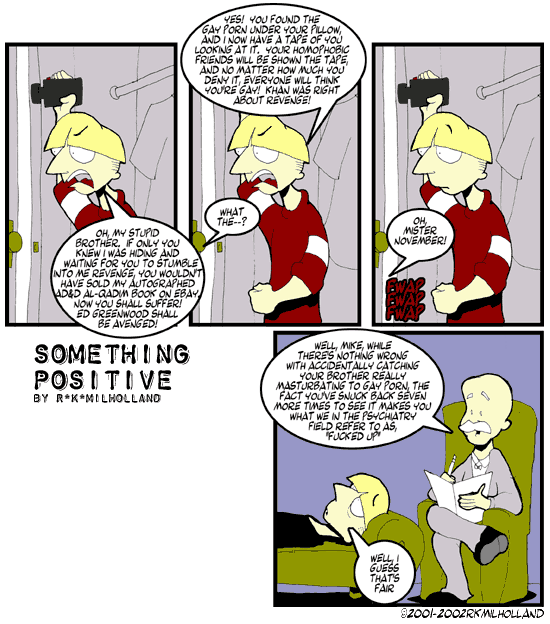 OH, MY STUPID
BROTHER. IF ONLY YOU
KNEW I WAS HIDING AND
WAITING FOR YOU TO STUMBLE
INTO ME REVENGE, YOU WOULDN'T
HAVE SOLD MY AUTOGRAPHED
AD&D AL-QADIM BOOK ON EBAY.
NOW YOU SHALL SUFFER!
ED GREENWOOD SHALL
BE AVENGED!
YES! YOU FOUND THE
GAY PORN UNDER YOUR PILLOW,
AND I NOW HAVE A TAPE OF YOU
LOOKING AT IT. YOUR HOMOPHOBIC
FRIENDS WILL BE SHOWN THE TAPE,
AND NO MATTER HOW MUCH YOU
DENY IT, EVERYONE WILL THINK
YOU'RE GAY! KHAN WAS RIGHT
ABOUT REVENGE!
WHAT
THE--?
OH,
MISTER
NOVEMBER!
FWAP
FWAP
FWAP
SOMETHING
POSITIVE
BY R*K*MILHOLLAND
WELL, MIKE, WHILE
THERE'S NOTHING WRONG
WITH ACCIDENTALLY CATCHING
YOUR BROTHER REALLY
MASTURBATING TO GAY PORN, THE
FACT YOU'VE SNUCK BACK SEVEN
MORE TIMES TO SEE IT MAKES YOU
WHAT WE IN THE PSYCHIATRY
FIELD REFER TO AS,
"FUCKED UP"
WELL, I
GUESS
THAT'S
FAIR
©2001-2002RKMILHOLLAND